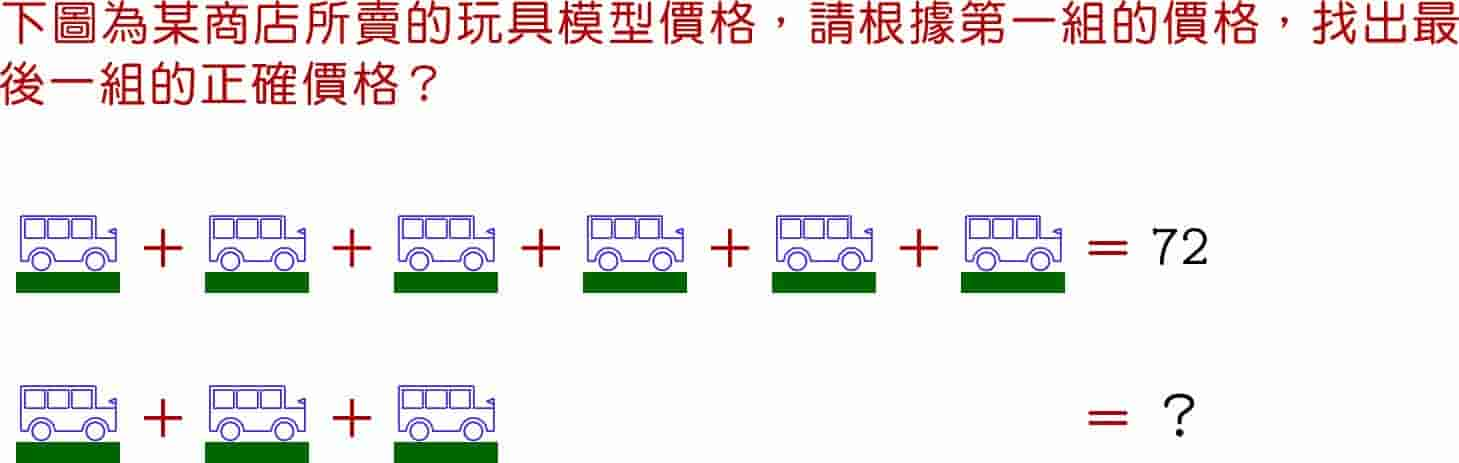 下圖為某商店所賣的玩具模型價格，請根據第一組的價格，找出最
後一組的正確價格？
+ + + + + = 72
+ + = ?